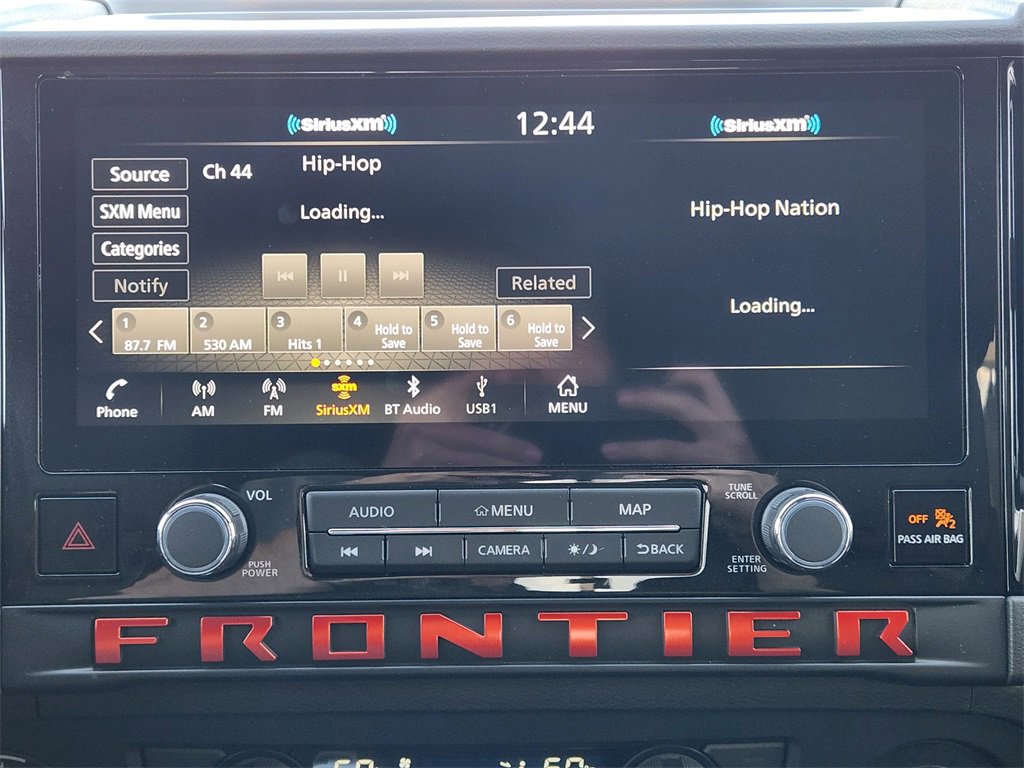 SiriusXM
12:44
SiriusXM
Source
Ch 44
Hip-Hop
SXM Menu
Loading...
Hip-Hop Nation
Categories
Notify
Related
Loading...
1
87.7 FM
2
530 AM
3
Hits 1
4
Hold to
Save
5
Hold to
Save
6
Hold to
Save
Phone
AM
FM
sxm
SiriusXM
BT Audio
USB1
MENU
VOL
PUSH
POWER
AUDIO
MENU
MAP
CAMERA
BACK
TUNE
SCROLL
ENTER
SETTING
OFF 2
PASS AIR BAG
FRONTIER